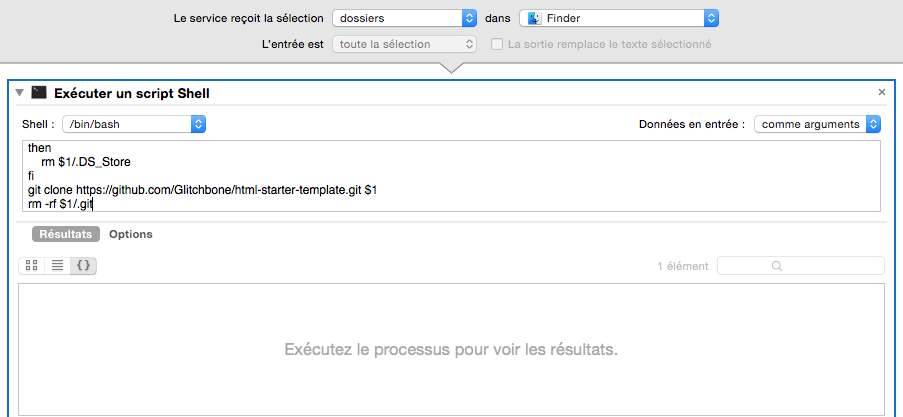 Le service reçoit la sélection dossiers dans Finder
L'entrée est toute la sélection La sortie remplace le texte sélectionné
Exécuter un script Shell
Shell : /bin/bash Données en entrée : comme arguments
then
rm $1/.DS_Store
fi
git clone https://github.com/Glitchbone/html-starter-template.git $1
rm -rf $1/.git
Résultats Options
1 élément
Exécutez le processus pour voir les résultats.